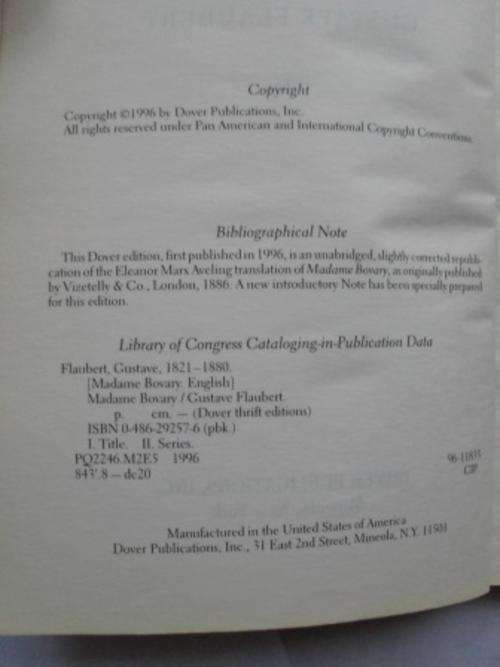 Copyright
Copyright ©1996 by Dover Publications, Inc.
All rights reserved under Pan American and International Copyright Conventions.
Bibliographical Note
This Dover edition, first published in 1996, is an unabridged, slightly corrected republi-
cation of the Eleanor Marx Aveling translation of Madame Bovary, as originally published
by Vizetelly & Co., London, 1886. A new introductory Note has been specially prepared
for this edition.
Library of Congress Cataloging-in-Publication Data
Flaubert, Gustave, 1821–1880.
[Madame Bovary. English]
Madame Bovary / Gustave Flaubert.
p. cm. — (Dover thrift editions)
ISBN 0-486-29257-6 (pbk.)
I. Title. II. Series.
PQ2246.M2E5 1996
843'.8—dc20 96-11835
CIP
Manufactured in the United States of America
Dover Publications, Inc., 31 East 2nd Street, Mineola, N.Y. 11501